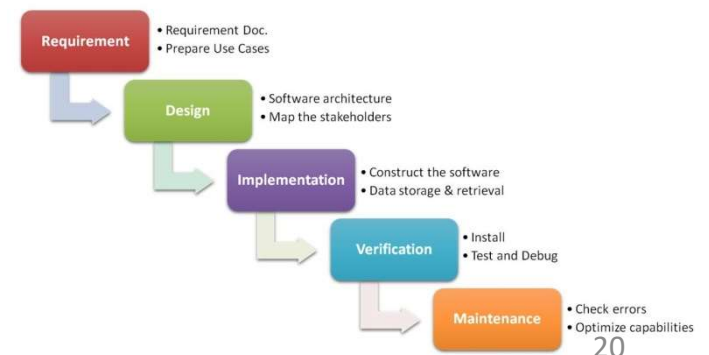 Requirement
• Requirement Doc.
• Prepare Use Cases
Design
• Software architecture
• Map the stakeholders
Implementation
• Construct the software
• Data storage & retrieval
Verification
• Install
• Test and Debug
Maintenance
• Check errors
• Optimize capabilities
20